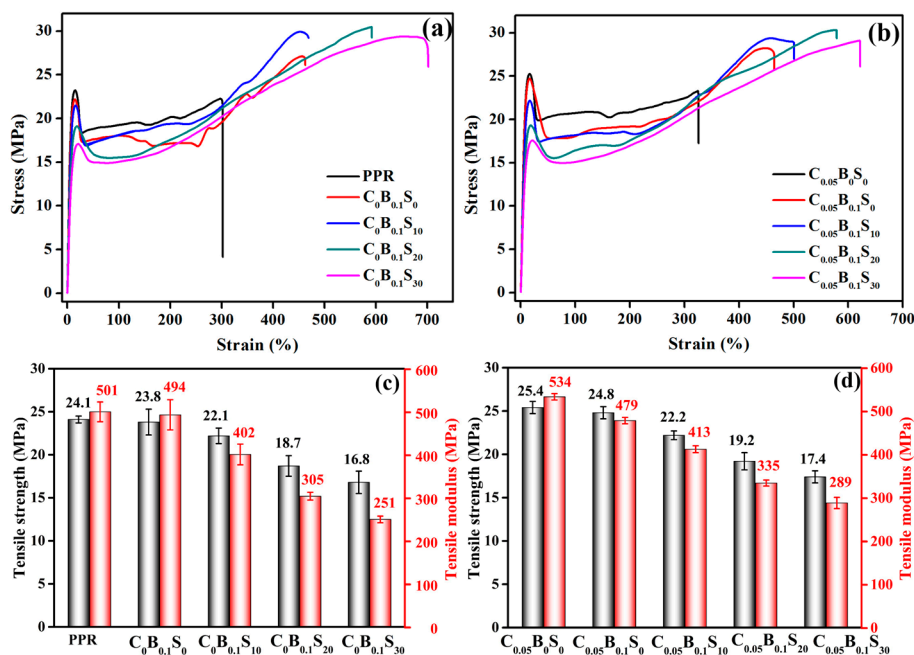 (a)
Stress (MPa)
30
25
20
15
10
5
0
PPR
C0B0.1S0
C0B0.1S10
C0B0.1S20
C0B0.1S30
0 100 200 300 400 500 600 700
Strain (%)
(b)
Stress (MPa)
30
25
20
15
10
5
0
C0.05B0S0
C0.05B0.1S0
C0.05B0.1S10
C0.05B0.1S20
C0.05B0.1S30
0 100 200 300 400 500 600 700
Strain (%)
(c)
Tensile strength (MPa)
30
25
20
15
10
5
0
24.1 501
23.8 494
22.1 402
18.7 305
16.8 251
600
500
400
300
200
100
0
Tensile modulus (MPa)
PPR C0B0.1S0 C0B0.1S10 C0B0.1S20 C0B0.1S30
(d)
Tensile strength (MPa)
30
25
20
15
10
5
0
25.4 534
24.8 479
22.2 413
19.2 335
17.4 289
600
500
400
300
200
100
0
Tensile modulus (MPa)
C0.05B0S0 C0.05B0.1S0 C0.05B0.1S10 C0.05B0.1S20 C0.05B0.1S30